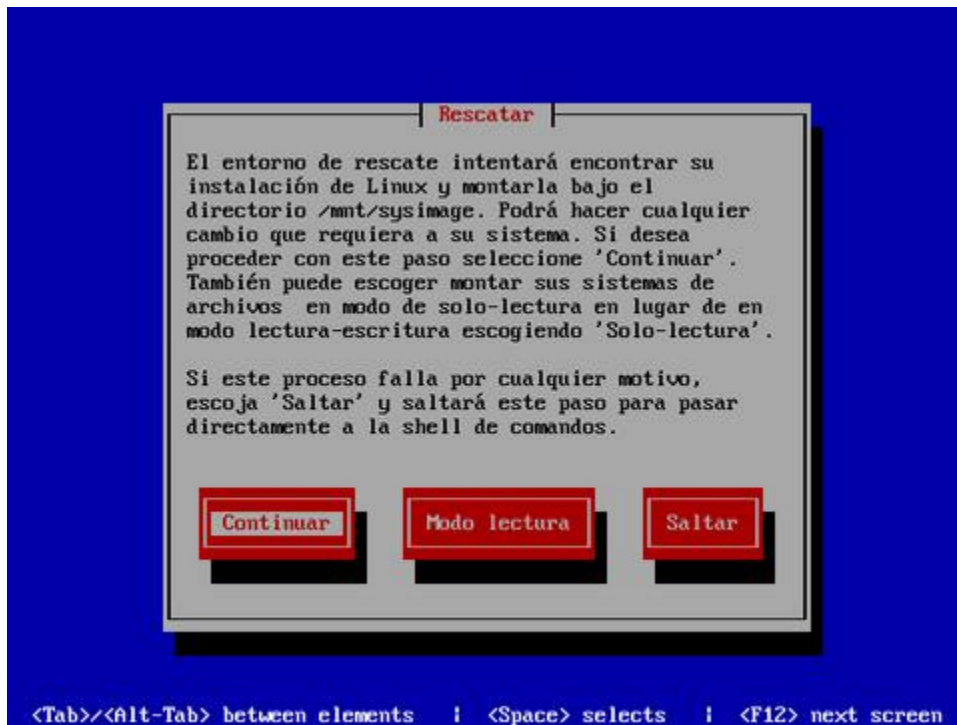 Rescatar
El entorno de rescate intentará encontrar su
instalación de Linux y montarla bajo el
directorio /mnt/sysimage. Podrá hacer cualquier
cambio que requiera a su sistema. Si desea
proceder con este paso seleccione 'Continuar'.
También puede escoger montar sus sistemas de
archivos  en modo de solo-lectura en lugar de en
modo lectura-escritura escogiendo 'Solo-lectura'.
Si este proceso falla por cualquier motivo,
escoja 'Saltar' y saltará este paso para pasar
directamente a la shell de comandos.
Continuar Modo lectura Saltar
<Tab>/<Alt-Tab> between elements | <Space> selects | <F12> next screen